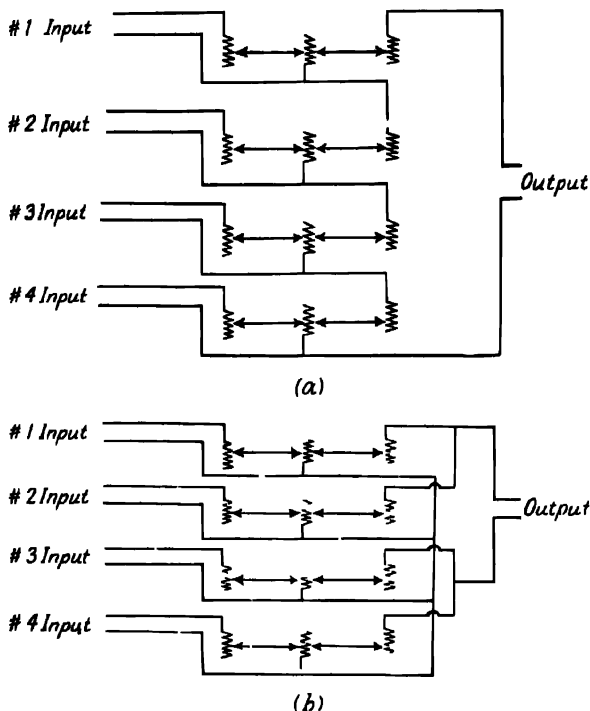 #1 Input
#2 Input
#3 Input
#4 Input
Output
(a)
#1 Input
#2 Input
#3 Input
#4 Input
Output
(b)